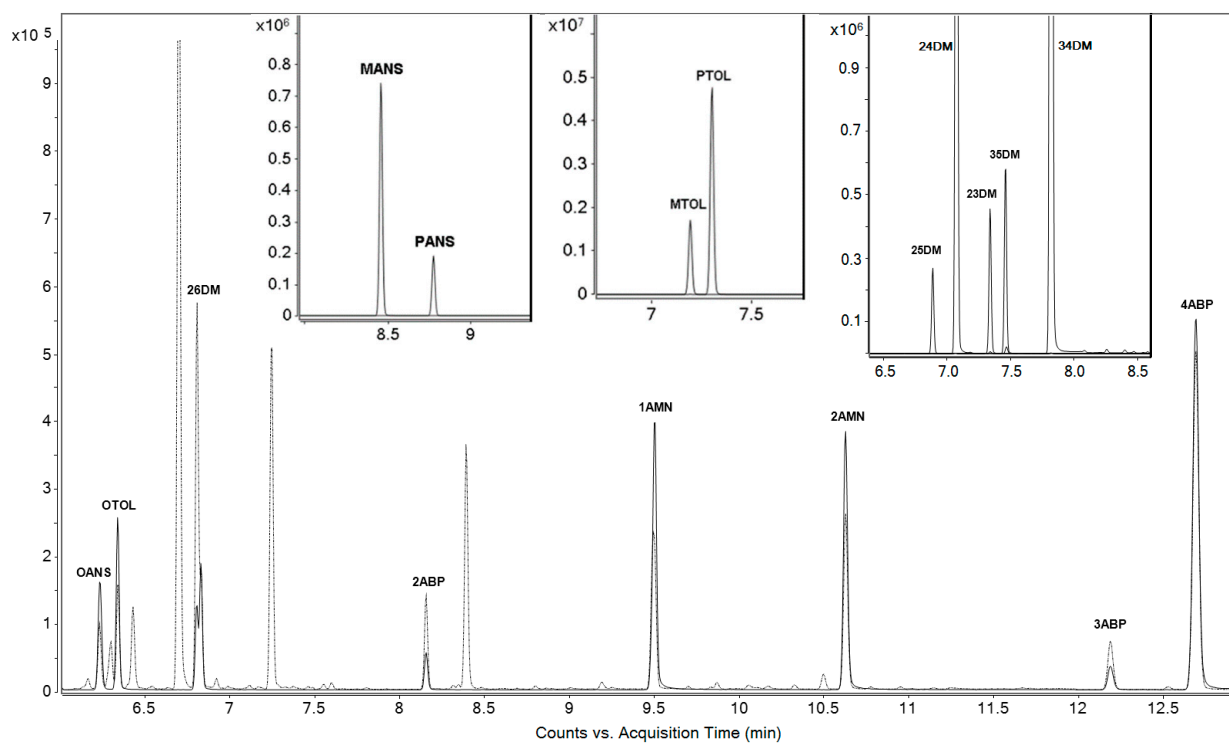 x10 5
9
8
7
6
5
4
3
2
1
0
OANS
OTOL
26DM
2ABP
1AMN
2AMN
3ABP
4ABP
6.5 7 7.5 8 8.5 9 9.5 10 10.5 11 11.5 12 12.5
Counts vs. Acquisition Time (min)
x10⁶
0.8
0.7
0.6
0.5
0.4
0.3
0.2
0.1
0
MANS
PANS
8.5 9
x10⁷
0.5
0.4
0.3
0.2
0.1
0
PTOL
MTOL
7 7.5
x10⁶
0.9
0.6
0.5
0.3
0.1
24DM
34DM
35DM
23DM
25DM
6.5 7.0 7.5 8.0 8.5